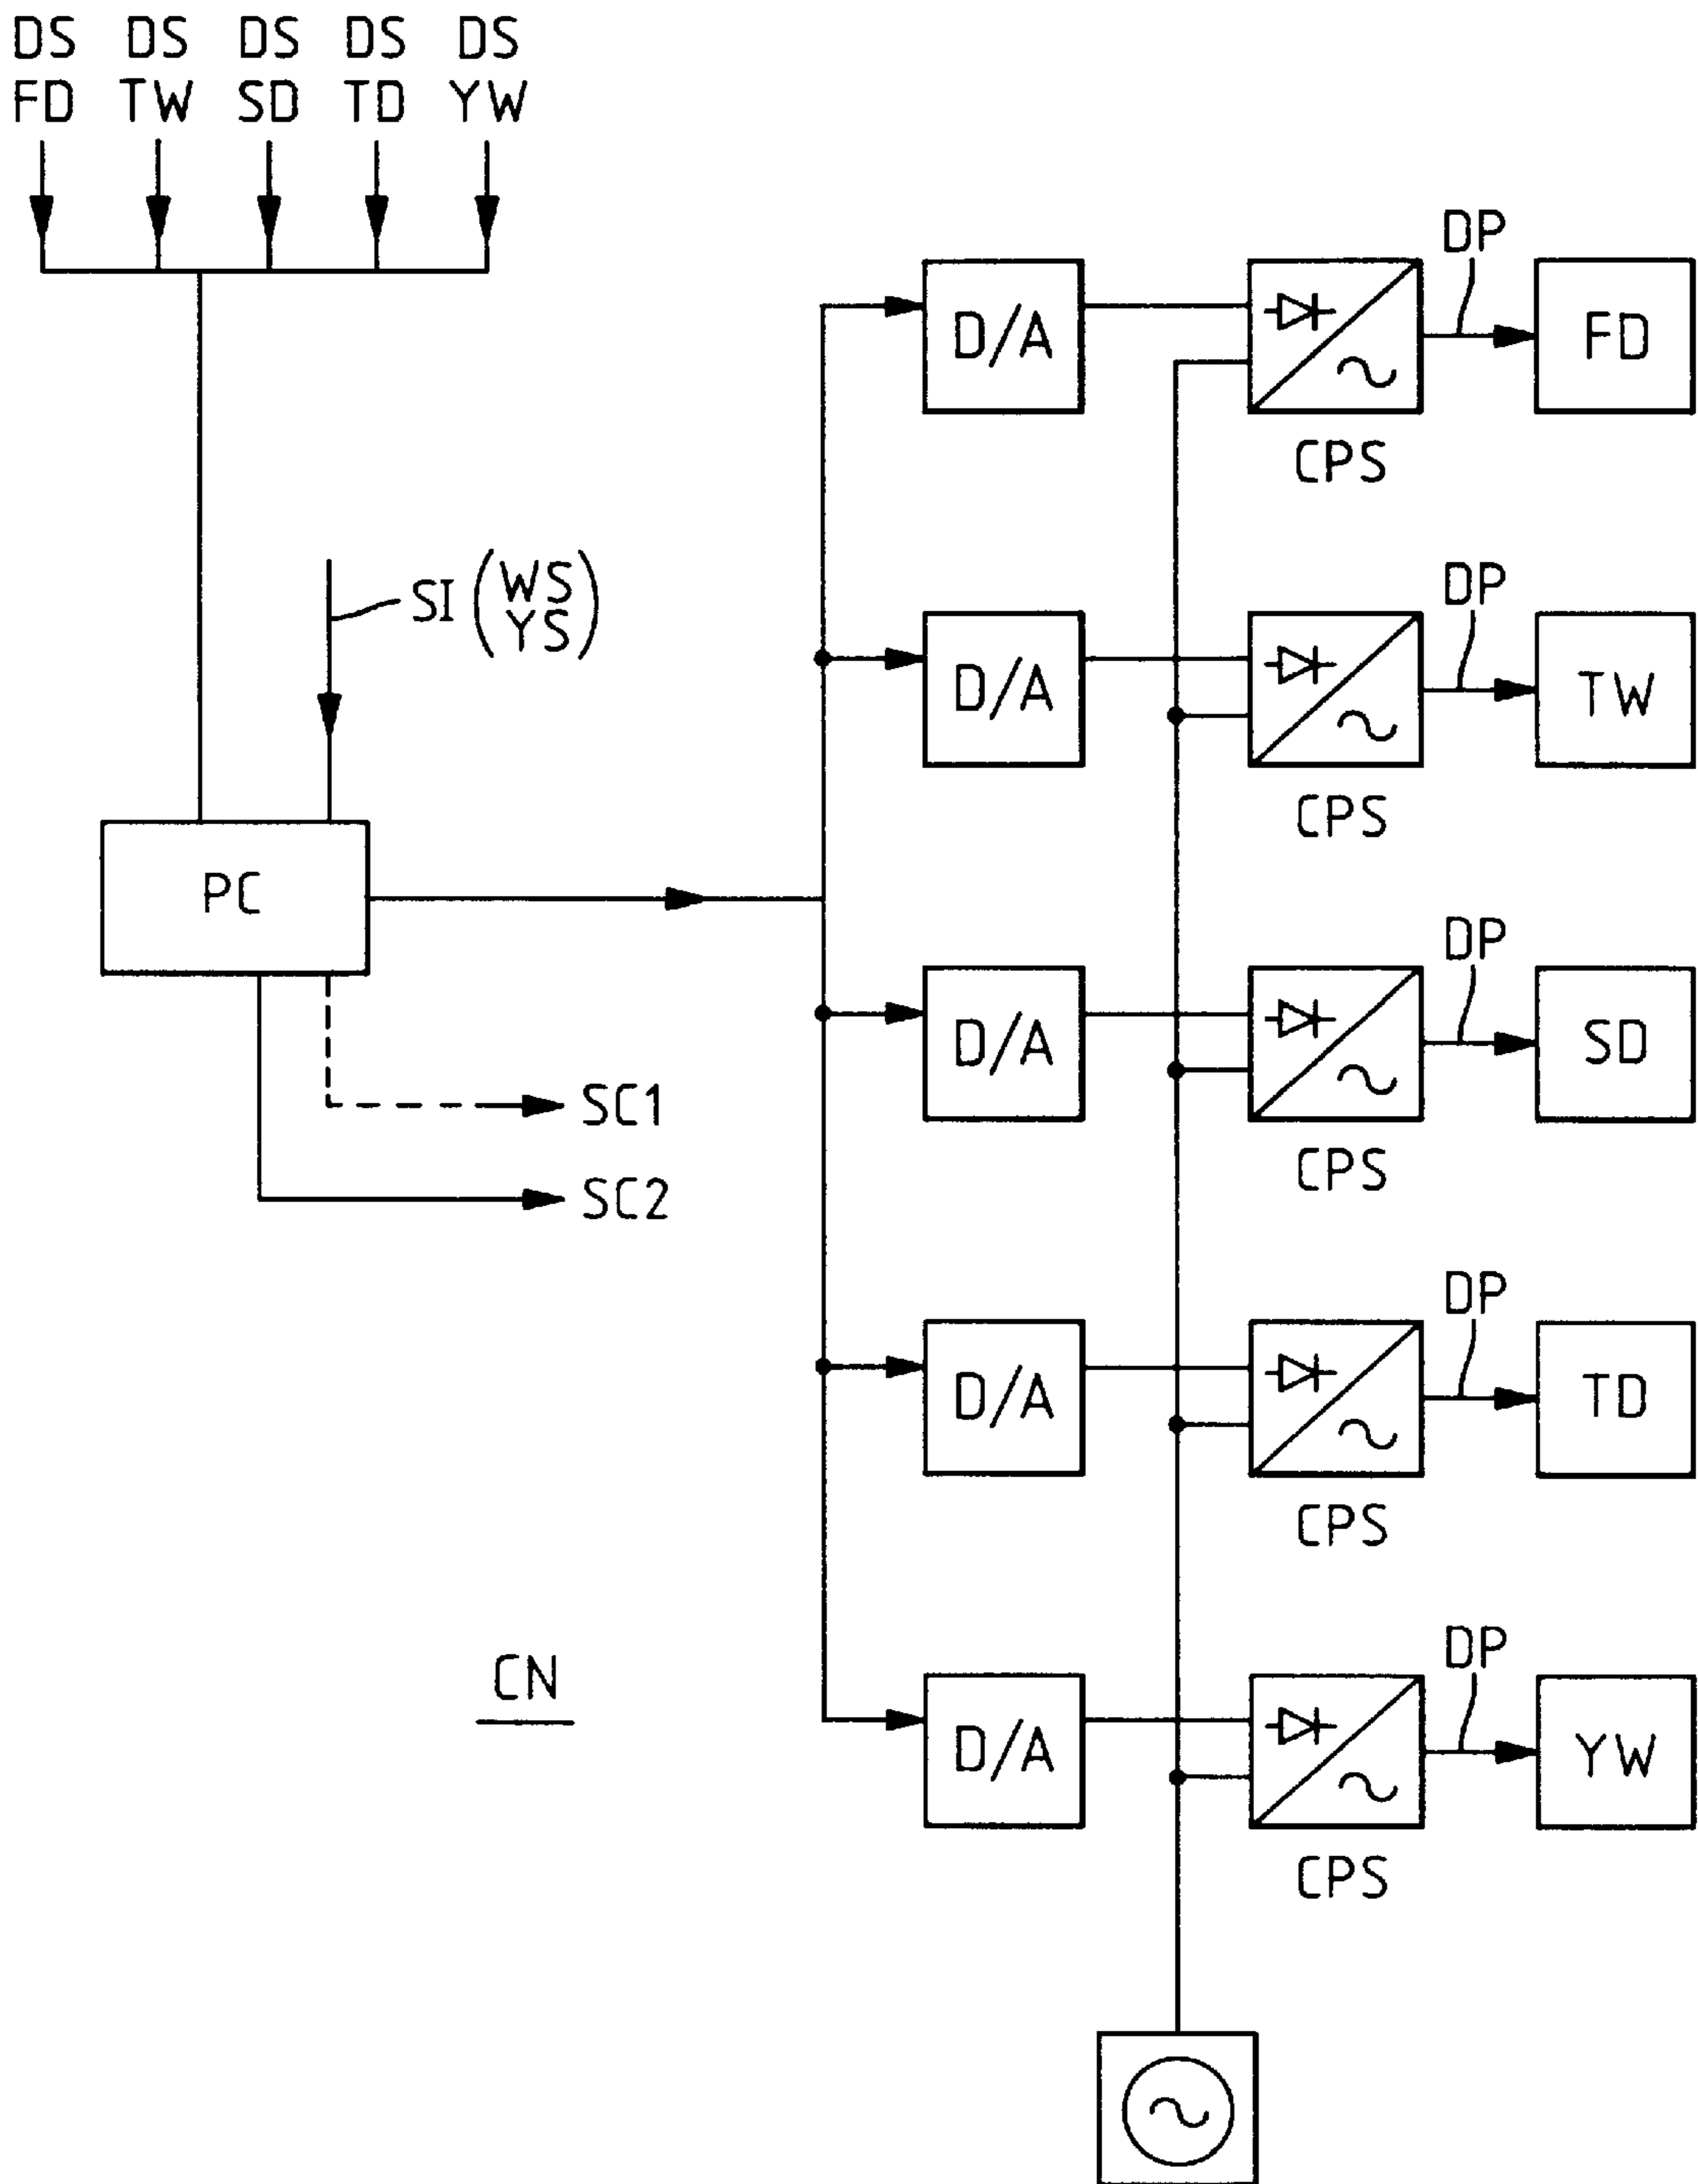 DS DS DS DS DS
FD TW SD TD YW
DP
D/A
FD
CPS
SI (WS
YS)
DP
D/A
TW
CPS
PC
DP
D/A
SD
SC1
CPS
SC2
DP
D/A
TD
CPS
CN
DP
D/A
YW
CPS